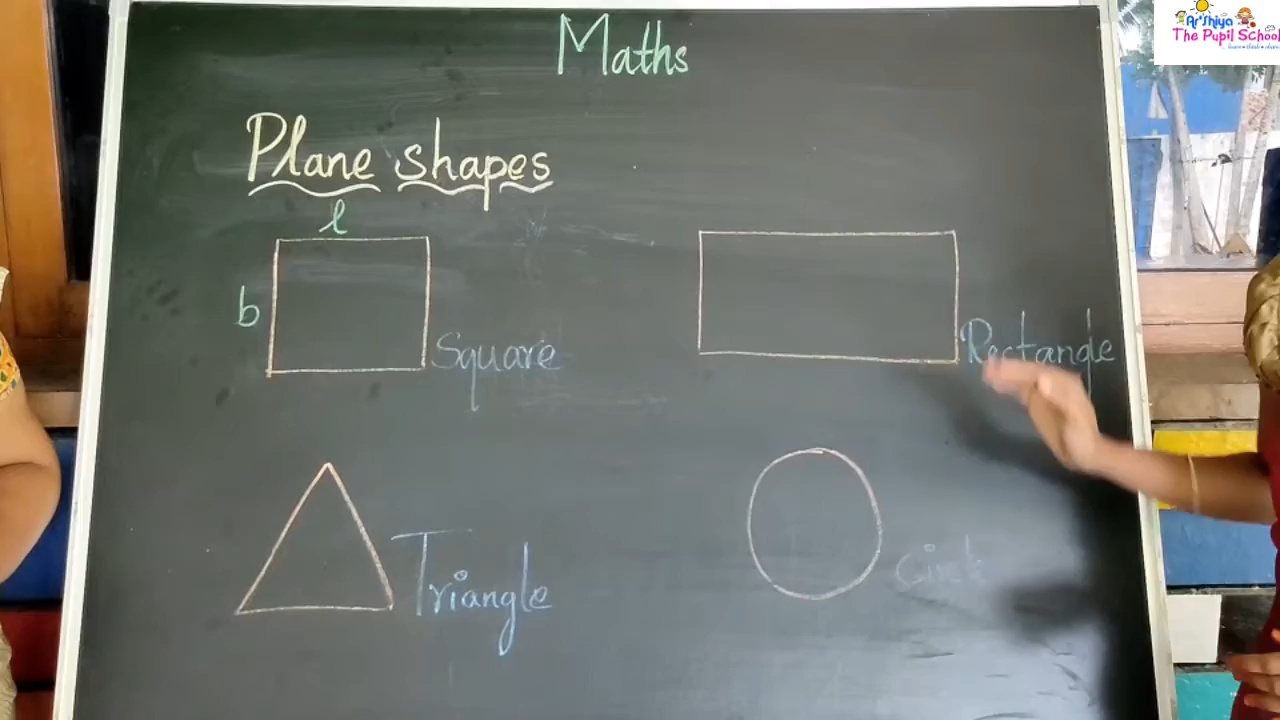 Maths
Plane shapes
l
b
Square
Rectangle
Triangle
Circle
Ar'Shiya
The Pupil School